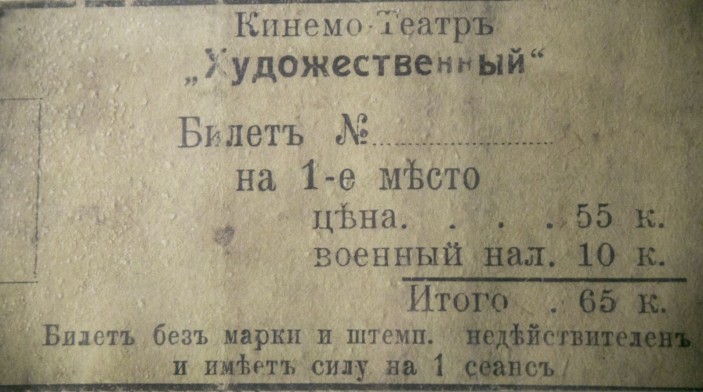 Кинемо-Театръ
„Художественный“
Билетъ №....................
на 1-е мѣсто
цѣна. . . . 55 к.
военный нал. 10 к.
Итого . 65 к.
Билетъ безъ марки и штемп. недѣйствителенъ
и имѣетъ силу на 1 сеансъ